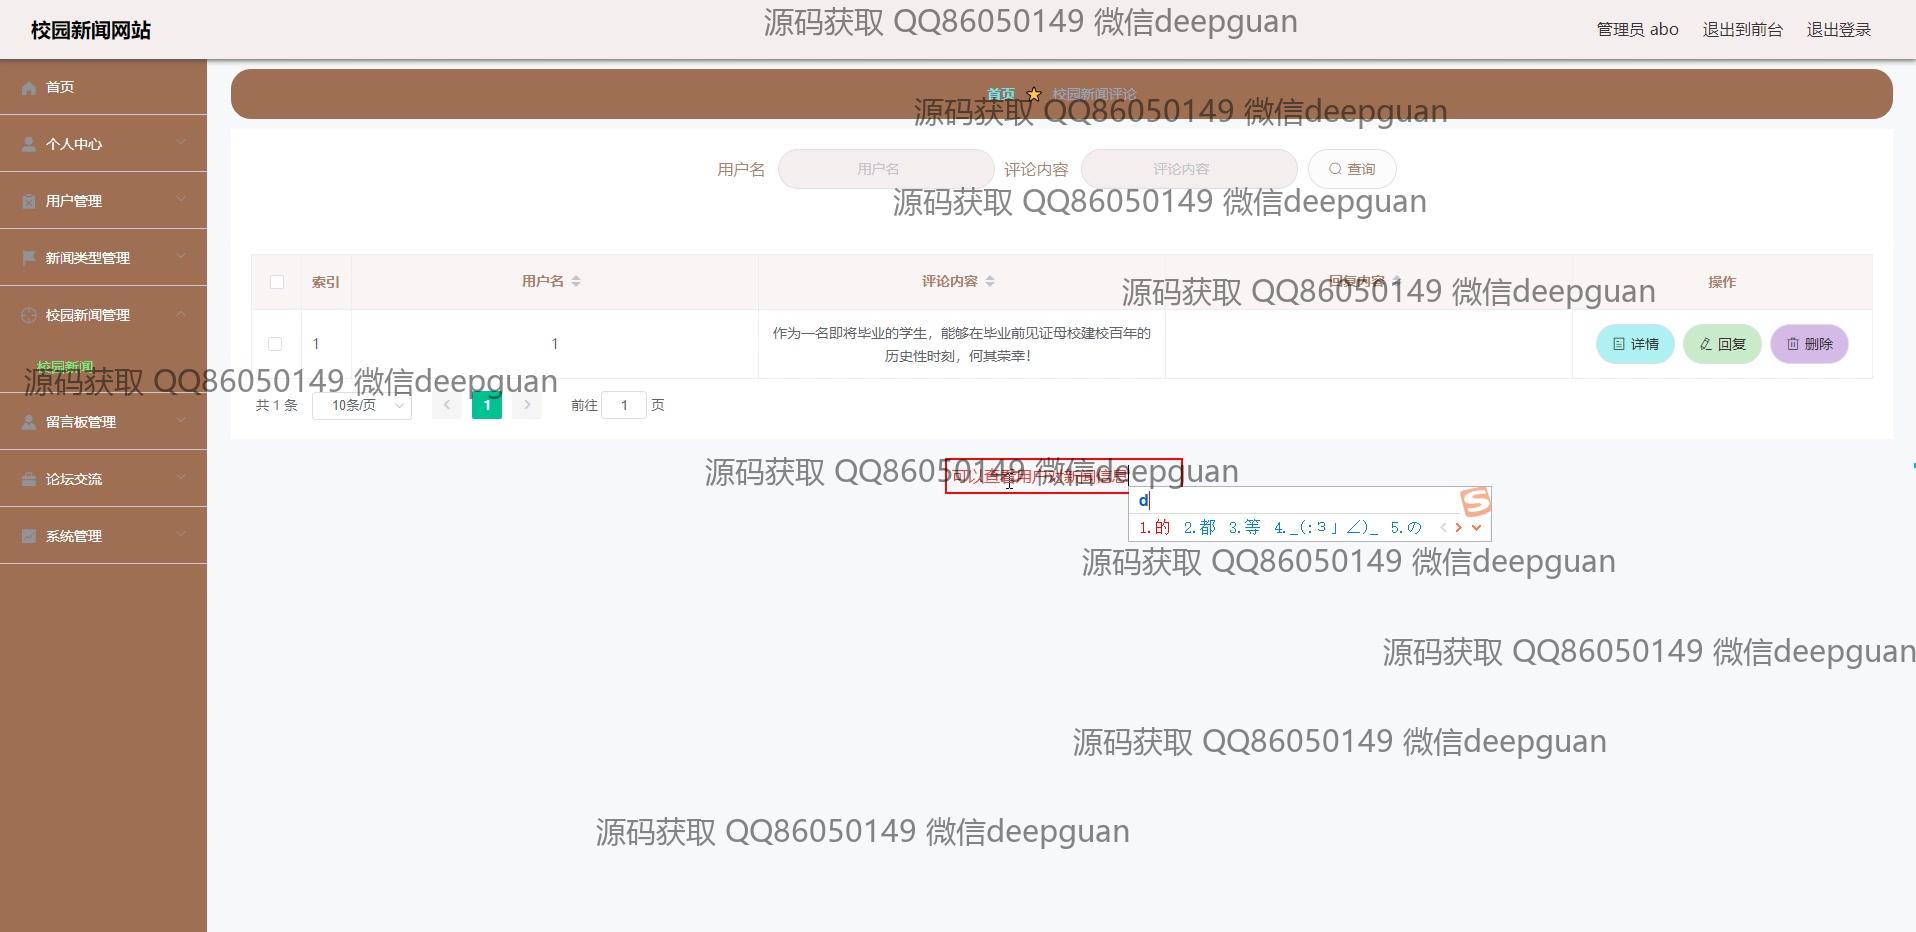 校园新闻网站
源码获取 QQ86050149 微信deepguan
管理员 abo 退出到前台 退出登录
首页
个人中心
用户管理
新闻类型管理
校园新闻管理
校园新闻
留言板管理
论坛交流
系统管理
首页 校园新闻评论
源码获取 QQ86050149 微信deepguan
用户名 用户名 评论内容 评论内容 查询
源码获取 QQ86050149 微信deepguan
索引 用户名 评论内容 回复内容 操作
源码获取 QQ86050149 微信deepguan
1 1 作为一名即将毕业的学生，能够在毕业前见证母校建校百年的
历史性时刻，何其荣幸！
详情 回复 删除
源码获取 QQ86050149 微信deepguan
共 1 条 10条/页 1 前往 1 页
源码获取 QQ86050149 微信deepguan
可以查看用户对新闻信息
d
1.的 2.都 3.等 4._(:3」∠)_ 5.の
源码获取 QQ86050149 微信deepguan
源码获取 QQ86050149 微信deepguan
源码获取 QQ86050149 微信deepguan
源码获取 QQ86050149 微信deepguan